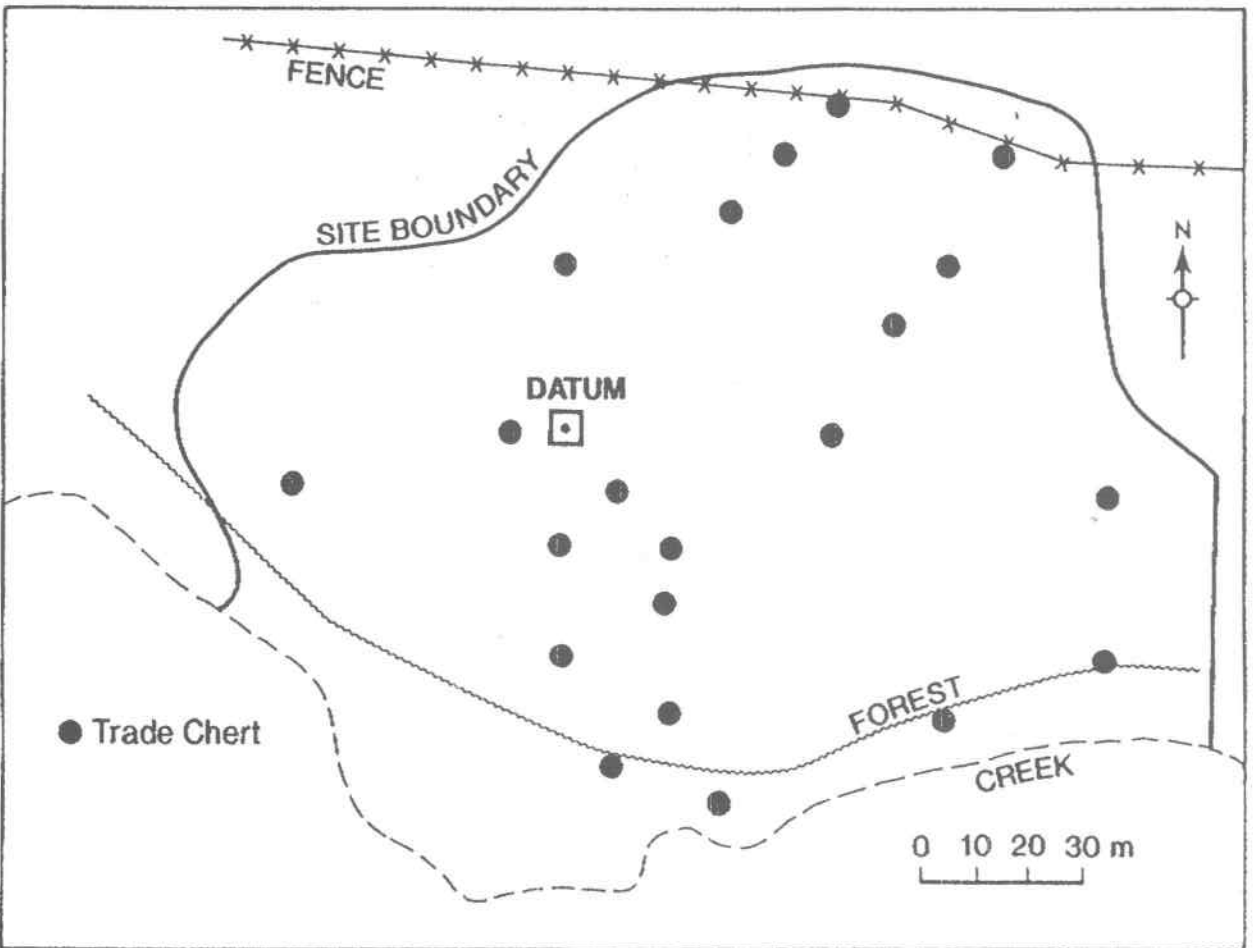 FENCE
SITE BOUNDARY
N
DATUM
FOREST
Trade Chert
CREEK
0 10 20 30 m